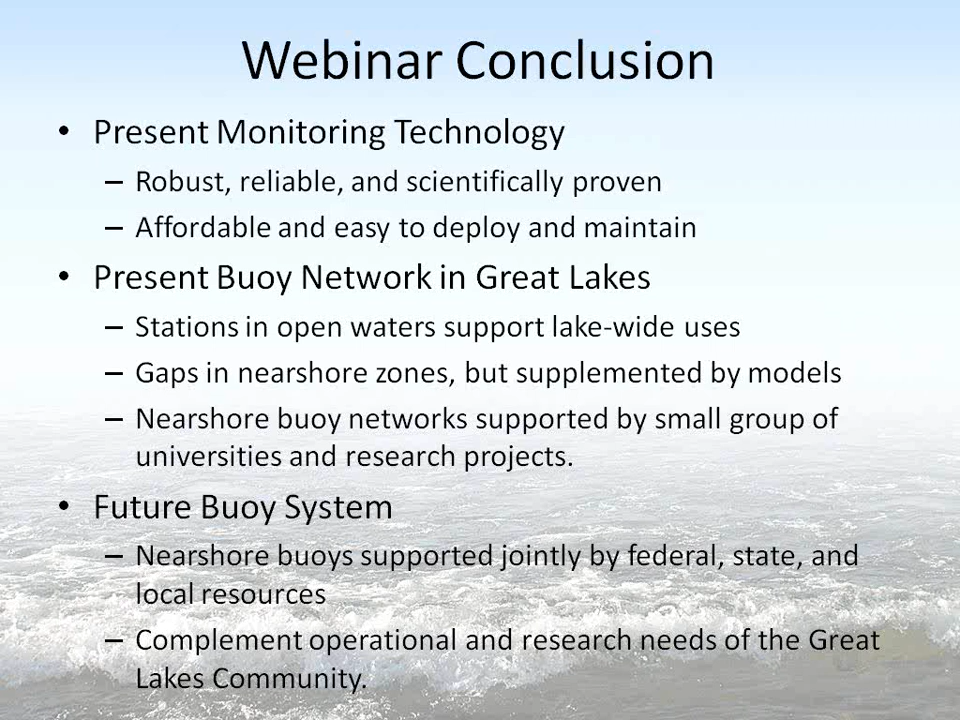 Webinar Conclusion
• Present Monitoring Technology
– Robust, reliable, and scientifically proven
– Affordable and easy to deploy and maintain
• Present Buoy Network in Great Lakes
– Stations in open waters support lake-wide uses
– Gaps in nearshore zones, but supplemented by models
– Nearshore buoy networks supported by small group of
universities and research projects.
• Future Buoy System
– Nearshore buoys supported jointly by federal, state, and
local resources
– Complement operational and research needs of the Great
Lakes Community.